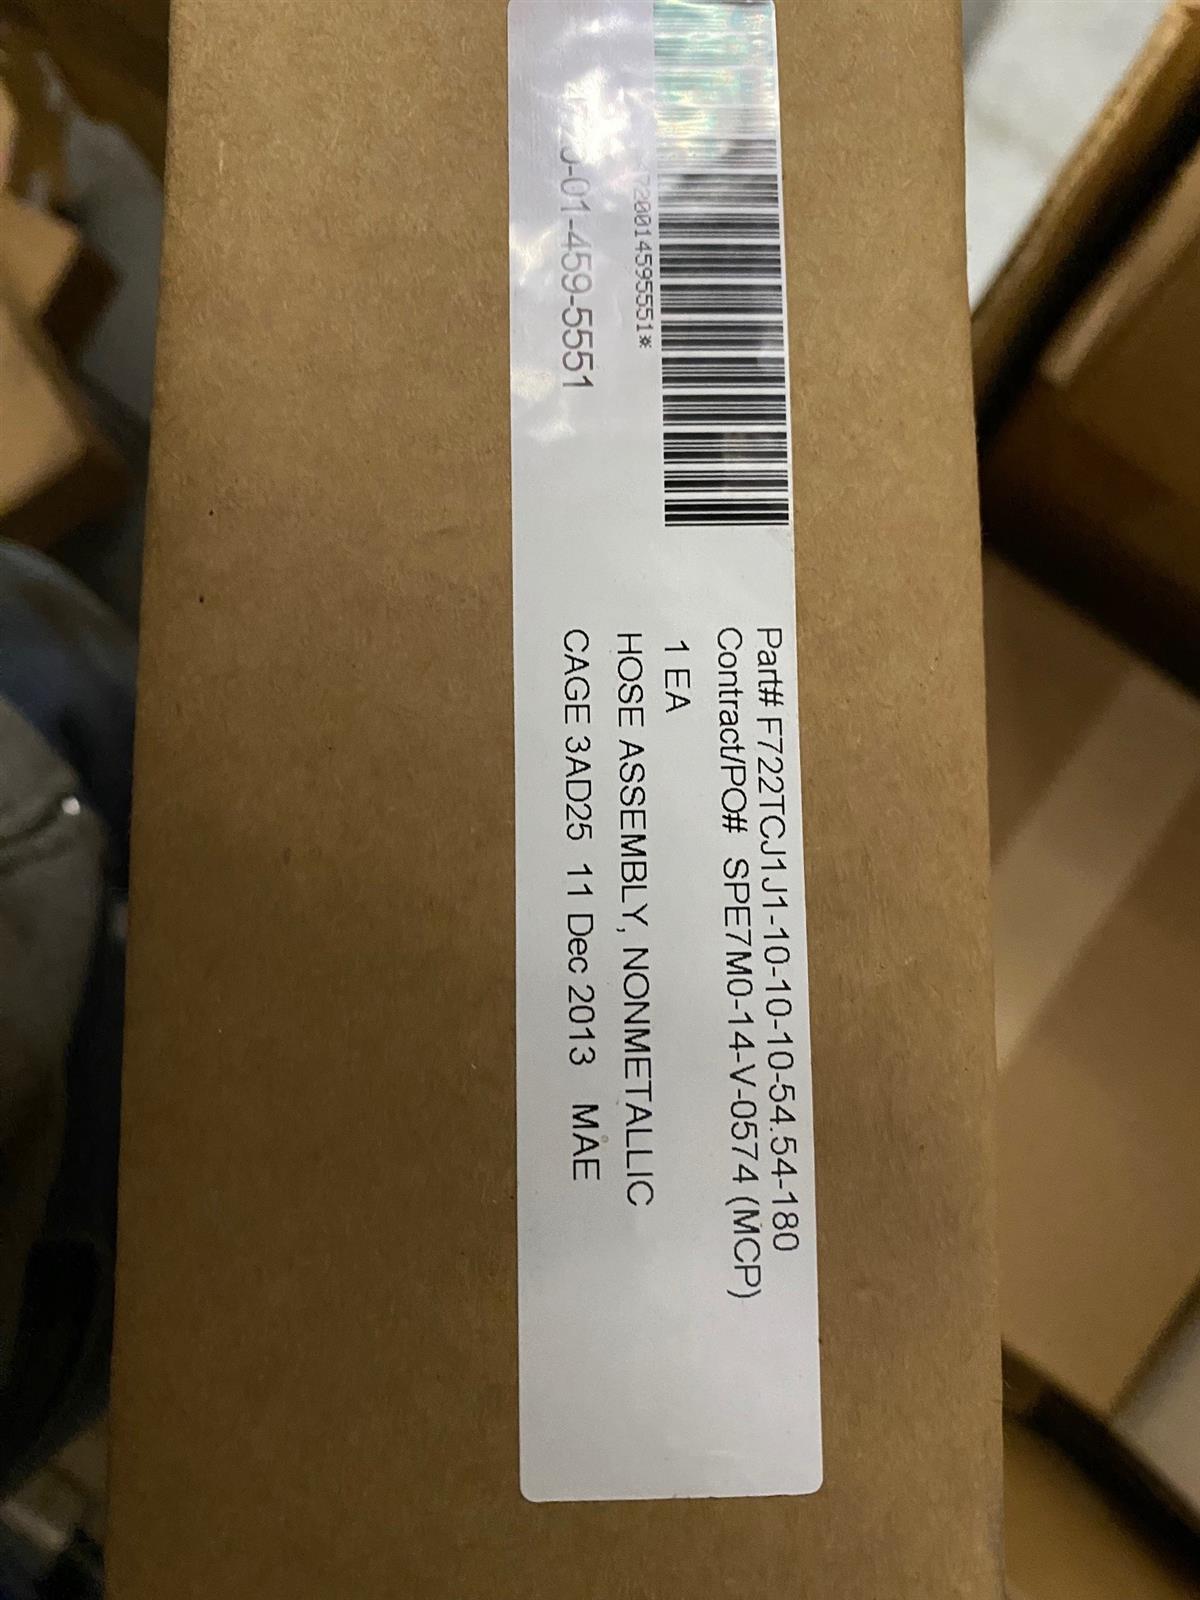 7200145955551*
-01-459-5551
Part# F722TCJ1J1-10-10-10-54.54-180
Contract/PO# SPE7M0-14-V-0574 (MCP)
1 EA
HOSE ASSEMBLY, NONMETALLIC
CAGE 3AD25 11 Dec 2013 MAE